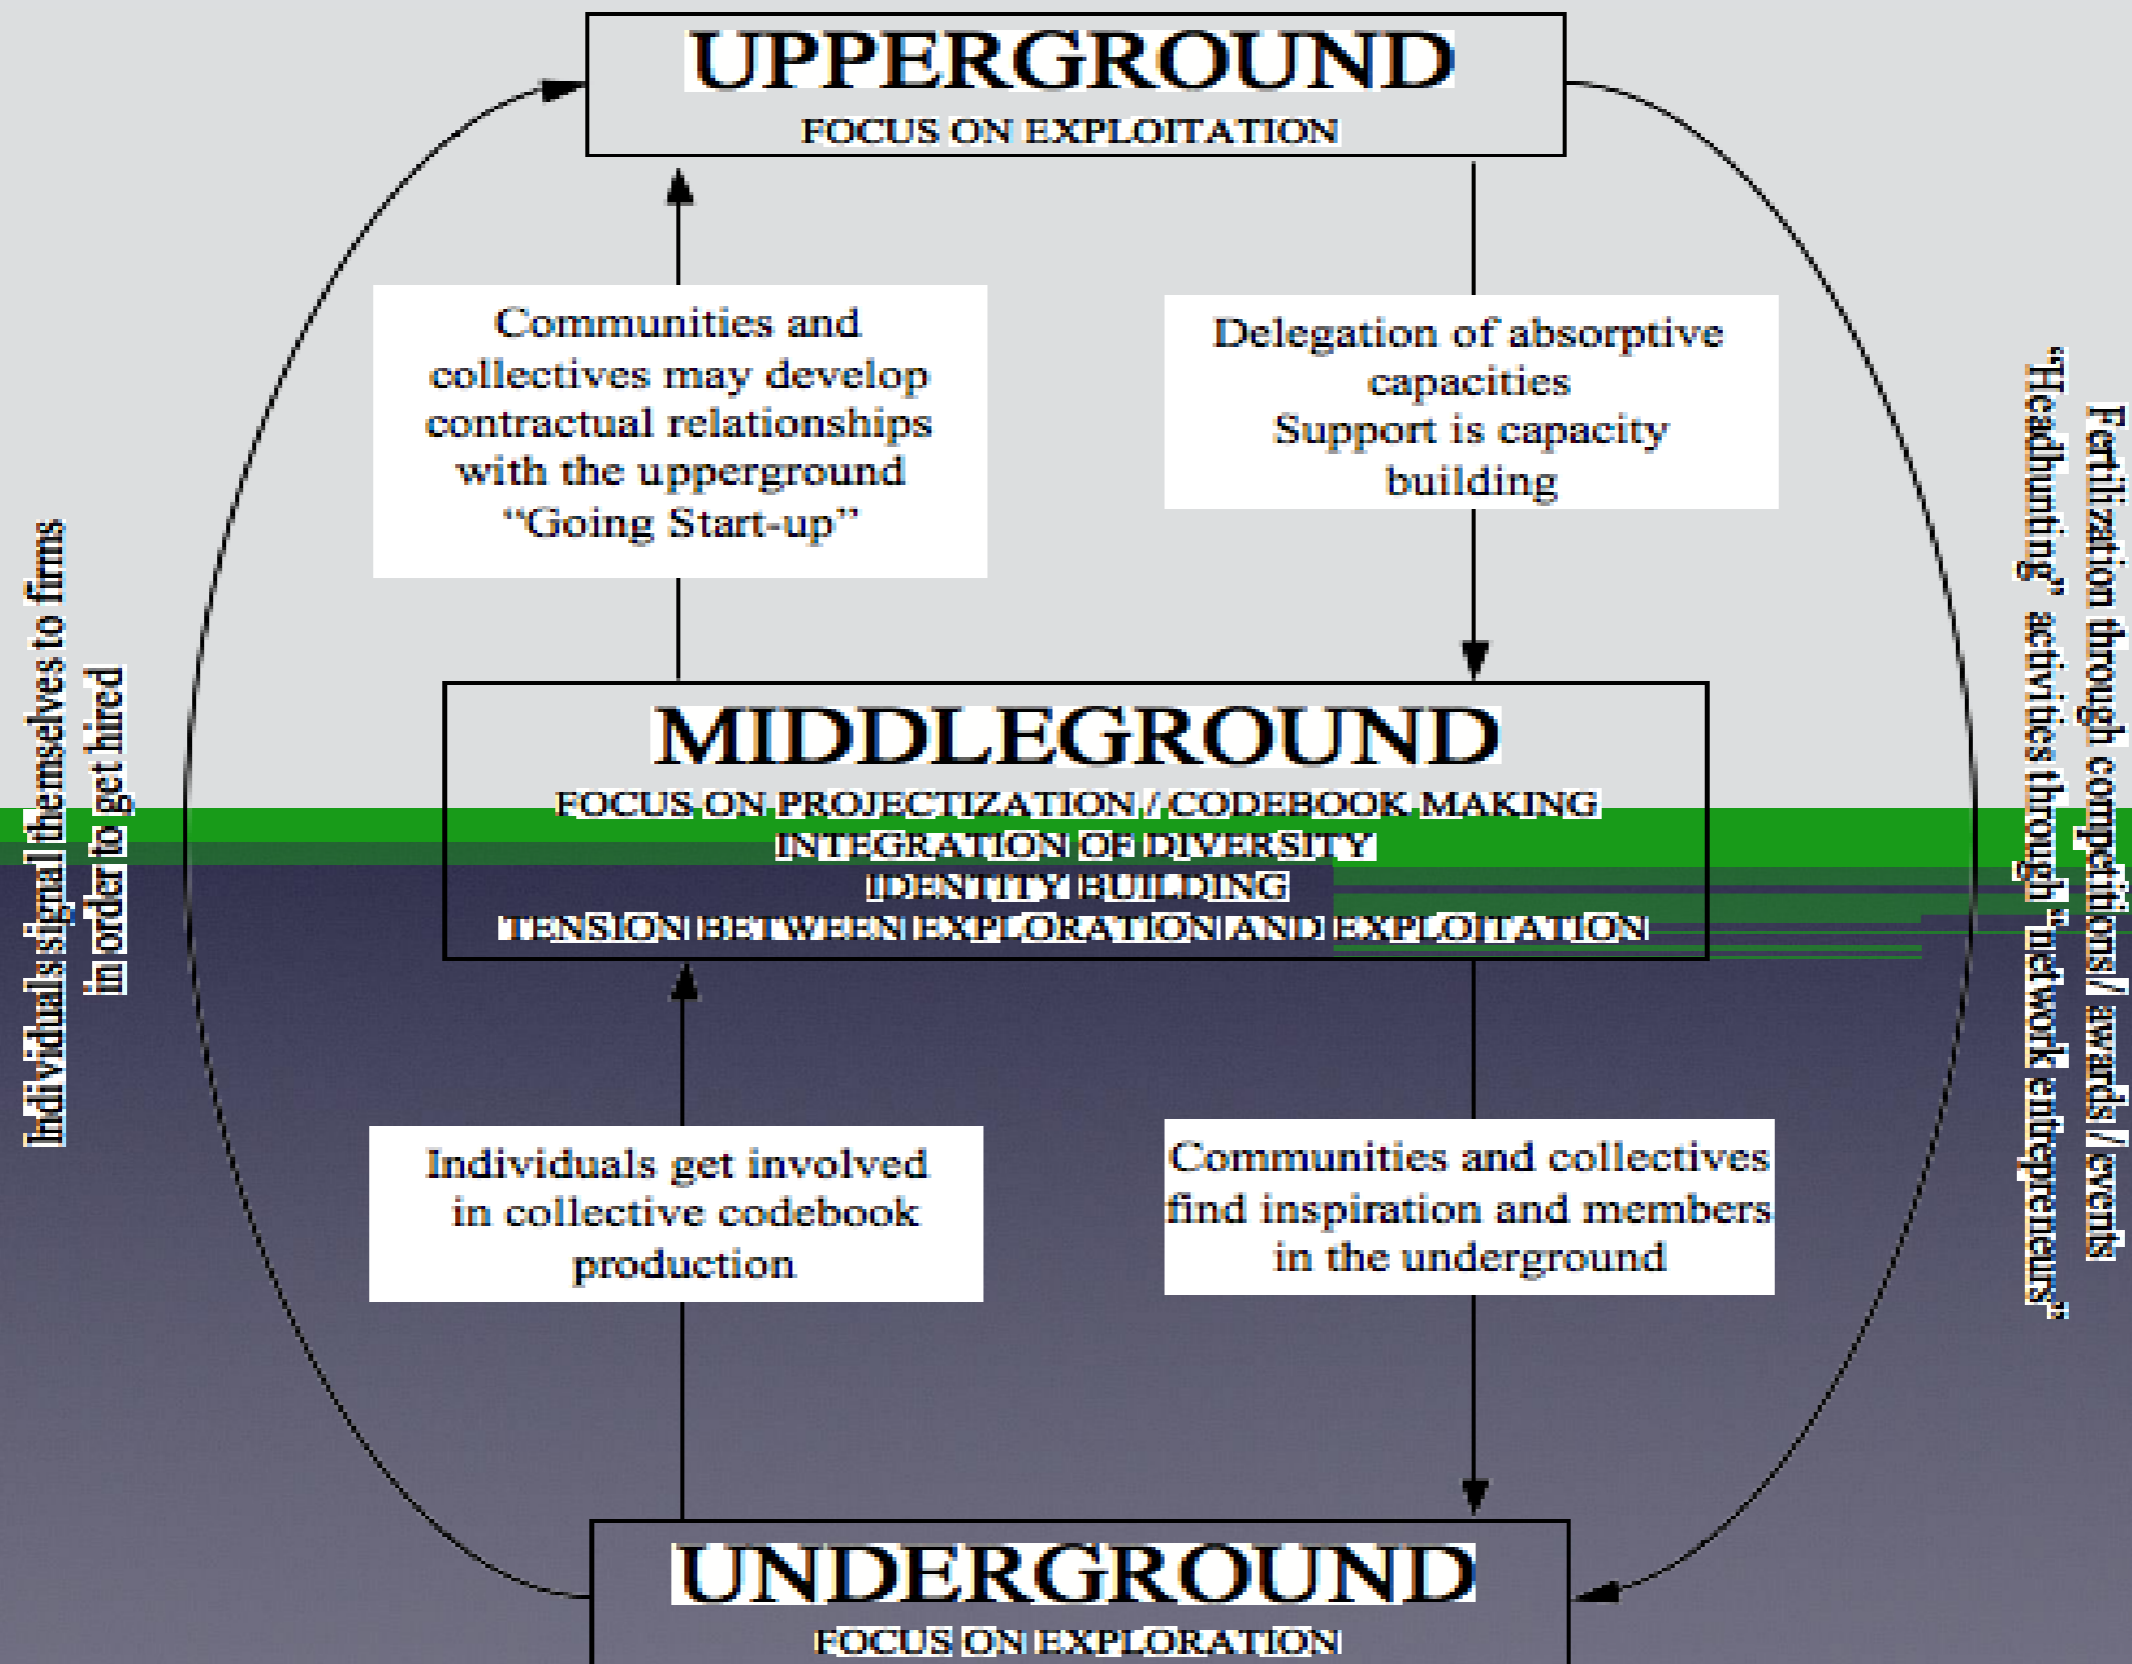 UPPERGROUND
FOCUS ON EXPLOITATION
Communities and
collectives may develop
contractual relationships
with the upperground
“Going Start-up”
Delegation of absorptive
capacities
Support is capacity
building
Individuals signal themselves to firms
in order to get hired
Fertilization through competitions / awards / events
“Headhunting” activities through “network entrepreneurs”
MIDDLEGROUND
FOCUS ON PROJECTIZATION / CODEBOOK MAKING
INTEGRATION OF DIVERSITY
IDENTITY BUILDING
TENSION BETWEEN EXPLORATION AND EXPLOITATION
Individuals get involved
in collective codebook
production
Communities and collectives
find inspiration and members
in the underground
UNDERGROUND
FOCUS ON EXPLORATION